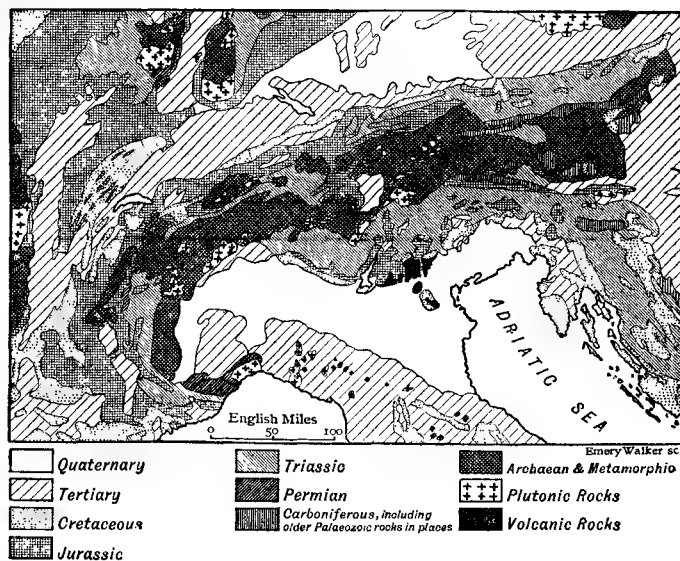 ADRIATIC SEA
English Miles
0 50 100
Emery Walker sc.
Quaternary
Tertiary
Cretaceous
Jurassic
Triassic
Permian
Carboniferous, including
older Palaeozoic rocks in places
Archaean & Metamorphic
Plutonic Rocks
Volcanic Rocks